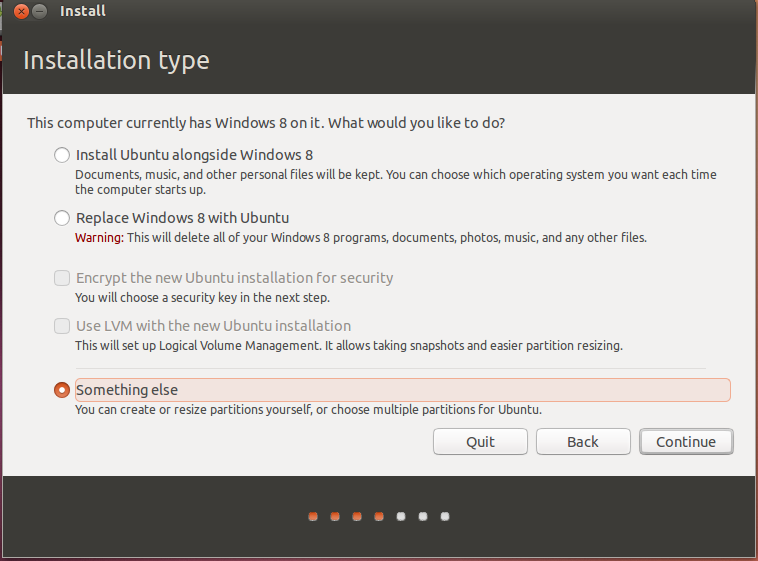 Install
Installation type
This computer currently has Windows 8 on it. What would you like to do?
Install Ubuntu alongside Windows 8
Documents, music, and other personal files will be kept. You can choose which operating system you want each time
the computer starts up.
Replace Windows 8 with Ubuntu
Warning: This will delete all of your Windows 8 programs, documents, photos, music, and any other files.
Encrypt the new Ubuntu installation for security
You will choose a security key in the next step.
Use LVM with the new Ubuntu installation
This will set up Logical Volume Management. It allows taking snapshots and easier partition resizing.
Something else
You can create or resize partitions yourself, or choose multiple partitions for Ubuntu.
Quit Back Continue